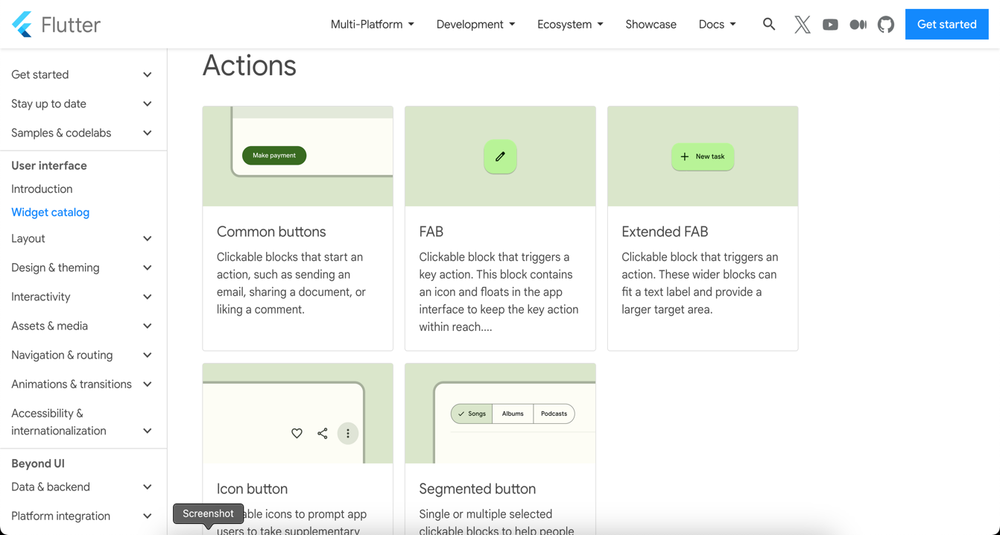 Flutter
Multi-Platform
Development
Ecosystem
Showcase
Docs
Get started
Get started
Stay up to date
Samples & codelabs
User interface
Introduction
Widget catalog
Layout
Design & theming
Interactivity
Assets & media
Navigation & routing
Animations & transitions
Accessibility &
internationalization
Beyond UI
Data & backend
Platform integration
Actions
Make payment
Common buttons
Clickable blocks that start an
action, such as sending an
email, sharing a document, or
liking a comment.
FAB
Clickable block that triggers a
key action. This block contains
an icon and floats in the app
interface to keep the key action
within reach....
New task
Extended FAB
Clickable block that triggers an
action. These wider blocks can
fit a text label and provide a
larger target area.
Icon button
able icons to prompt app
users to take supplementary
Songs Albums Podcasts
Segmented button
Single or multiple selected
clickable blocks to help people
Screenshot